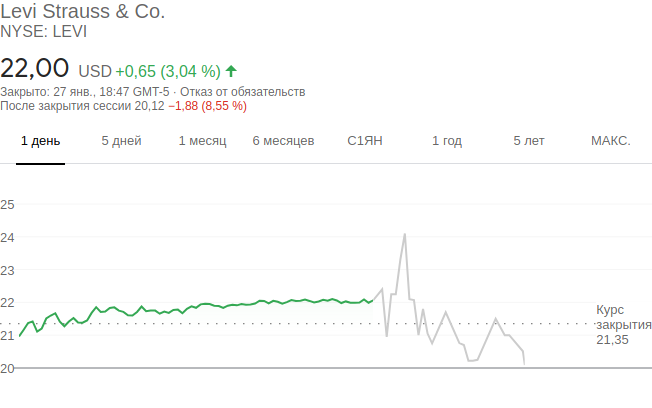 Levi Strauss & Co.
NYSE: LEVI
22,00 USD +0,65 (3,04 %)
Закрыто: 27 янв., 18:47 GMT-5 · Отказ от обязательств
После закрытия сессии 20,12 −1,88 (8,55 %)
1 день 5 дней 1 месяц 6 месяцев С1ЯН 1 год 5 лет МАКС.
25
24
23
22
21
20
Курс
закрытия
21,35